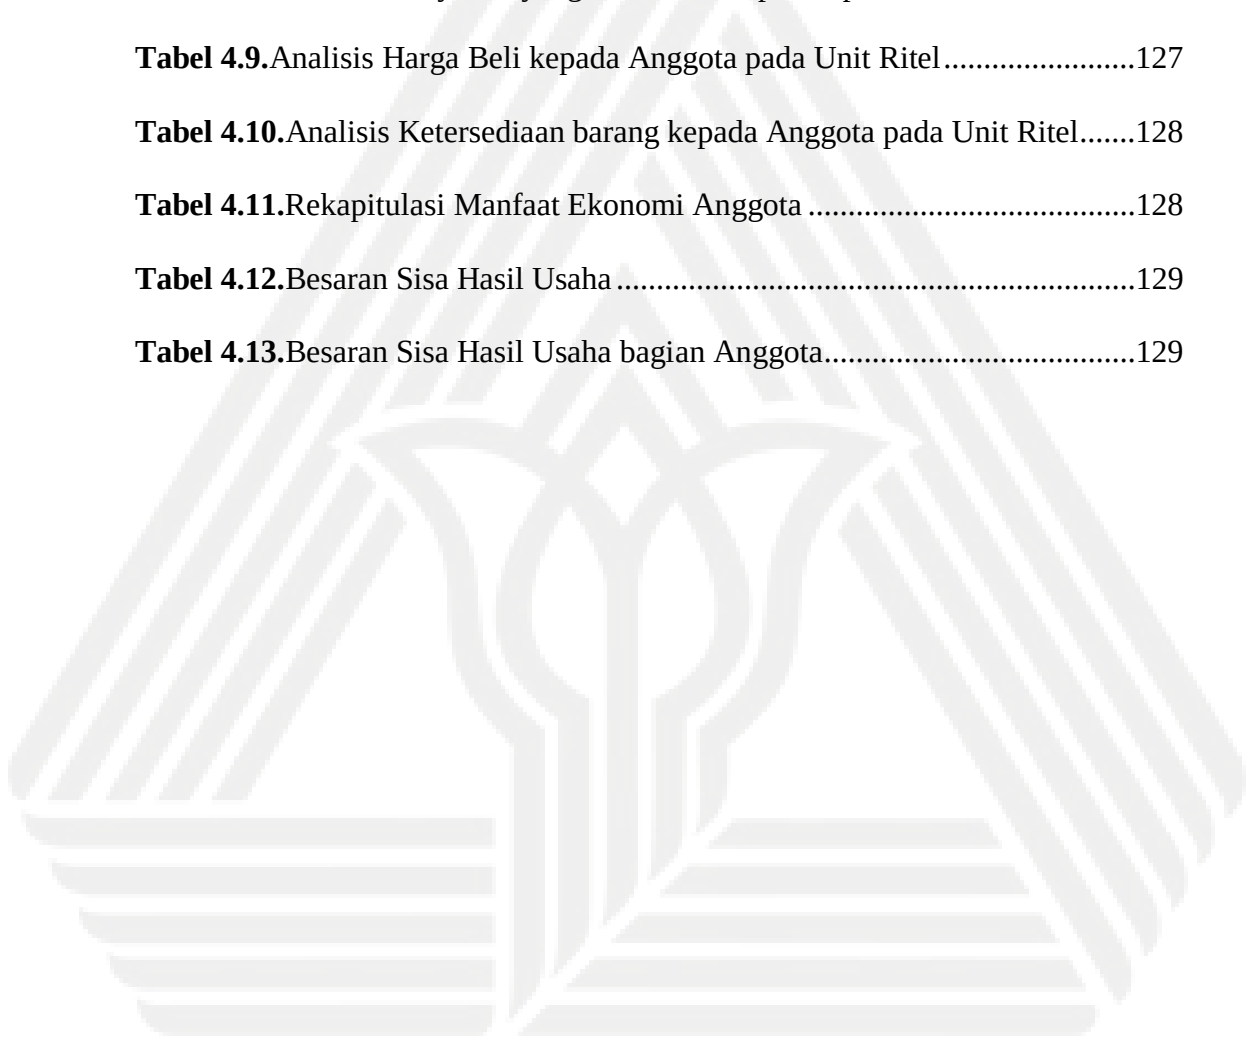 Tabel 4.9.Analisis Harga Beli kepada Anggota pada Unit Ritel........................127
Tabel 4.10.Analisis Ketersediaan barang kepada Anggota pada Unit Ritel.......128
Tabel 4.11.Rekapitulasi Manfaat Ekonomi Anggota .........................................128
Tabel 4.12.Besaran Sisa Hasil Usaha .................................................................129
Tabel 4.13.Besaran Sisa Hasil Usaha bagian Anggota.......................................129